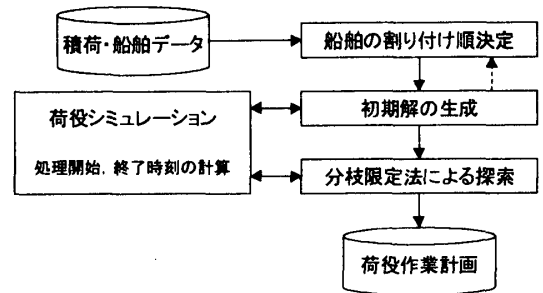 積荷・船舶データ
船舶の割り付け順決定
荷役シミュレーション
処理開始，終了時刻の計算
初期解の生成
分枝限定法による探索
荷役作業計画